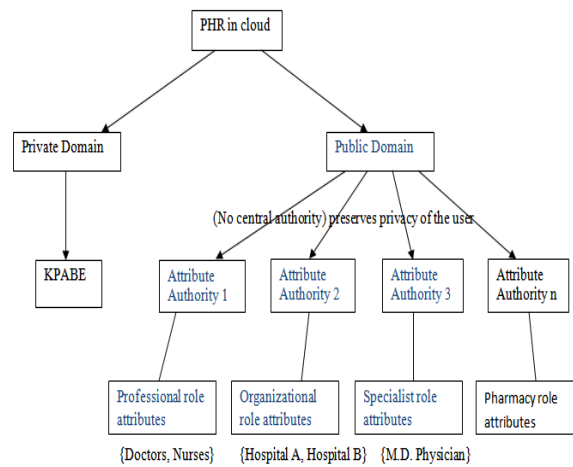 PHR in cloud
Private Domain
Public Domain
(No central authority) preserves privacy of the user
KPABE
Attribute
Authority 1
Attribute
Authority 2
Attribute
Authority 3
Attribute
Authority n
Professional role
attributes
Organizational
role attributes
Specialist role
attributes
Pharmacy role
attributes
{Doctors, Nurses}
{Hospital A, Hospital B}
{M.D. Physician}